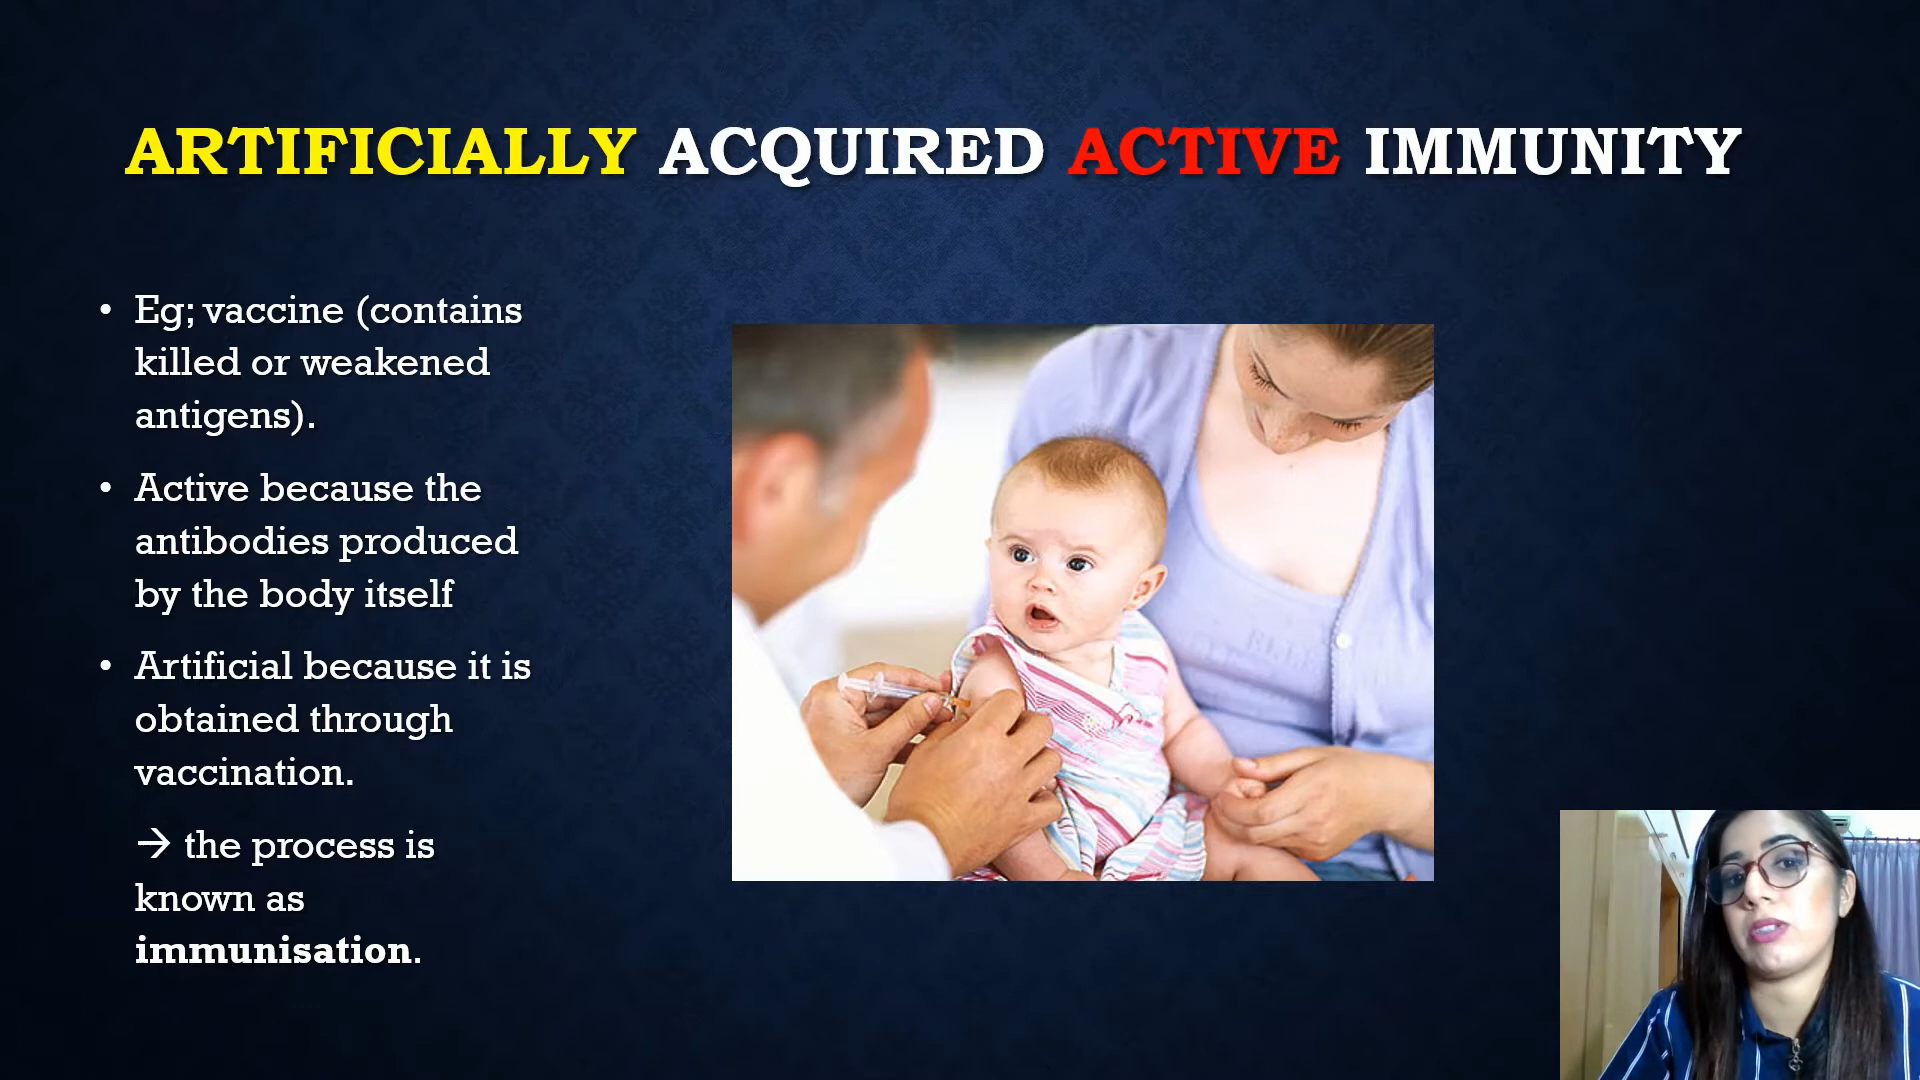 ARTIFICIALLY ACQUIRED ACTIVE IMMUNITY
• Eg; vaccine (contains
killed or weakened
antigens).
• Active because the
antibodies produced
by the body itself
• Artificial because it is
obtained through
vaccination.
→ the process is
known as
immunisation.